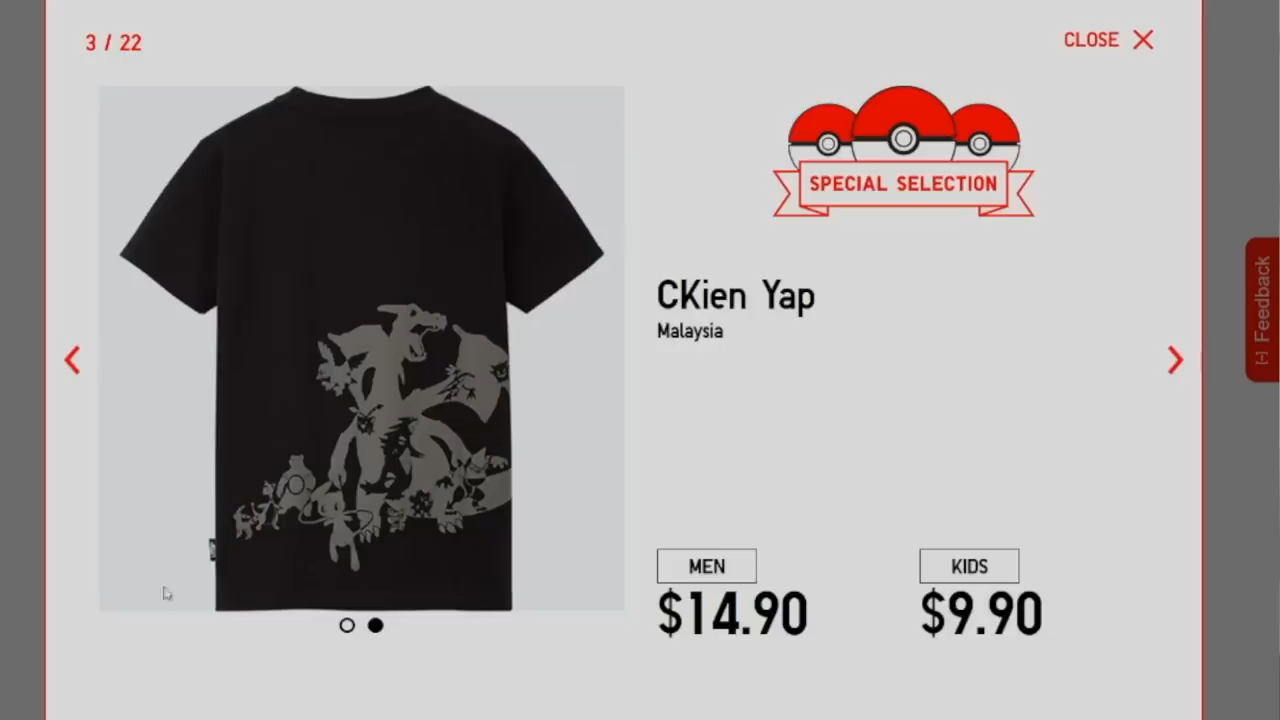 3 / 22
CLOSE
SPECIAL SELECTION
CKien Yap
Malaysia
[-] Feedback
MEN
$14.90
KIDS
$9.90